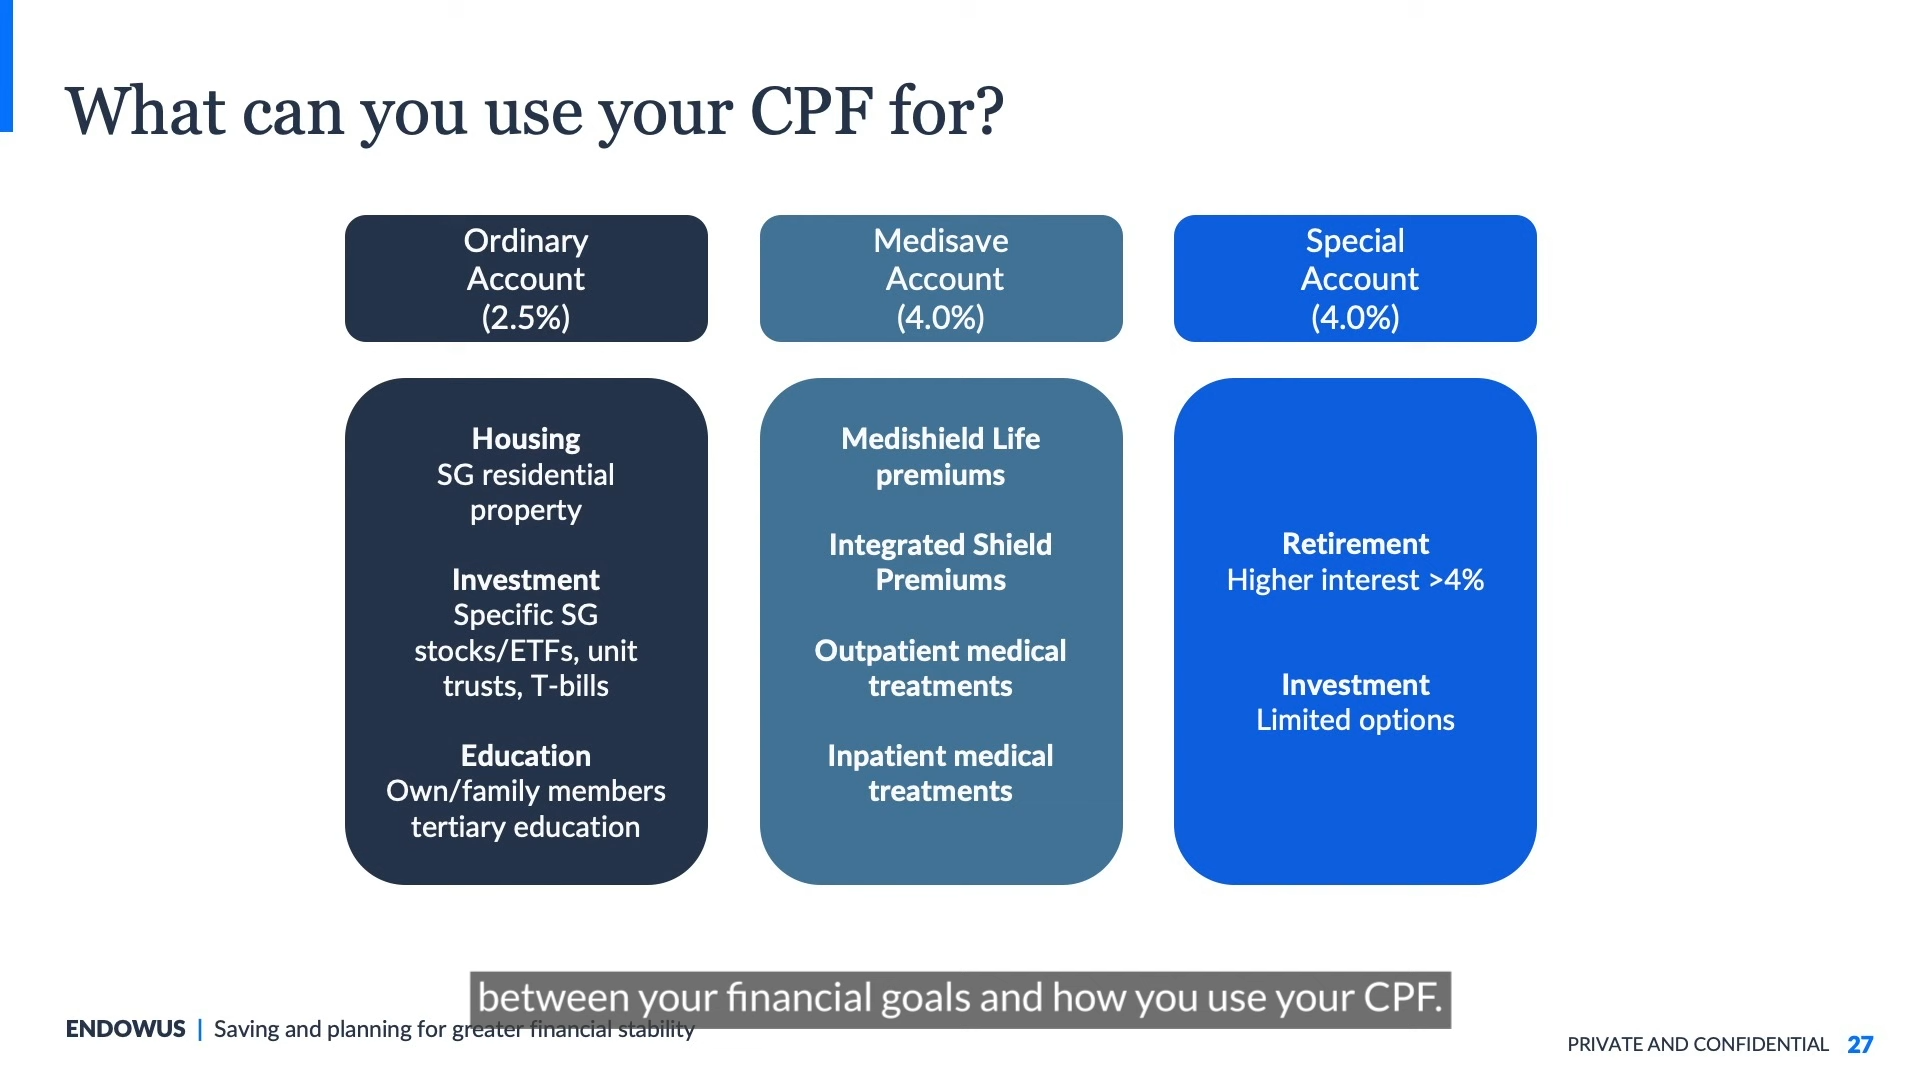 What can you use your CPF for?
Ordinary
Account
(2.5%)
Medisave
Account
(4.0%)
Special
Account
(4.0%)
Housing
SG residential
property
Investment
Specific SG
stocks/ETFs, unit
trusts, T-bills
Education
Own/family members
tertiary education
Medishield Life
premiums
Integrated Shield
Premiums
Outpatient medical
treatments
Inpatient medical
treatments
Retirement
Higher interest >4%
Investment
Limited options
between your financial goals and how you use your CPF.
ENDOWUS | Saving and planning for greater financial stability
PRIVATE AND CONFIDENTIAL 27